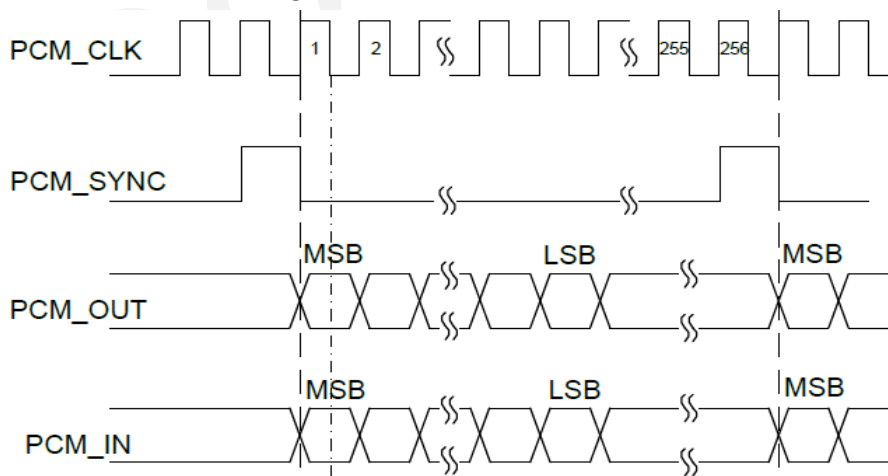 PCM_CLK 1 2 255 256
PCM_SYNC
MSB LSB MSB
PCM_OUT
MSB LSB MSB
PCM_IN